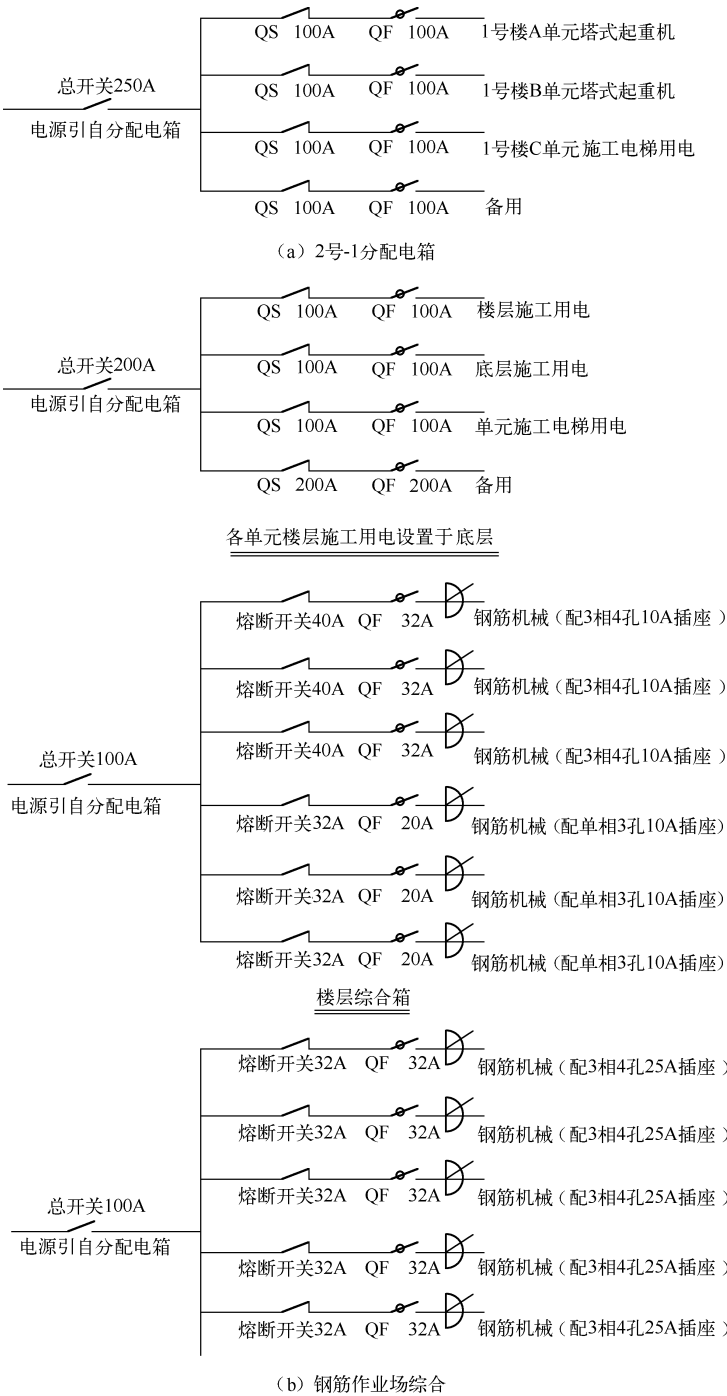 QS 100A QF 100A 1号楼A单元塔式起重机
总开关250A
QS 100A QF 100A 1号楼B单元塔式起重机
电源引自分配电箱
QS 100A QF 100A 1号楼C单元 施工电梯用电
QS 100A QF 100A 备用
（a）2号-1分配电箱
QS 100A QF 100A 楼层施工用电
总开关200A
QS 100A QF 100A 底层施工用电
电源引自分配电箱
QS 100A QF 100A 单元施工电梯用电
QS 200A QF 200A 备用
各单元楼层施工用电设置于底层
熔断开关40A QF 32A 钢筋机械（配3相4孔10A插座）
熔断开关40A QF 32A 钢筋机械（配3相4孔10A插座）
熔断开关40A QF 32A 钢筋机械（配3相4孔10A插座）
总开关100A
电源引自分配电箱
熔断开关32A QF 20A 钢筋机械（配单相3孔10A插座）
熔断开关32A QF 20A 钢筋机械（配单相3孔10A插座）
熔断开关32A QF 20A 钢筋机械（配单相3孔10A插座）
楼层综合箱
熔断开关32A QF 32A 钢筋机械（配3相4孔25A插座）
熔断开关32A QF 32A 钢筋机械（配3相4孔25A插座）
熔断开关32A QF 32A 钢筋机械（配3相4孔25A插座）
总开关100A
电源引自分配电箱
熔断开关32A QF 32A 钢筋机械（配3相4孔25A插座）
熔断开关32A QF 32A 钢筋机械（配3相4孔25A插座）
（b）钢筋作业场综合